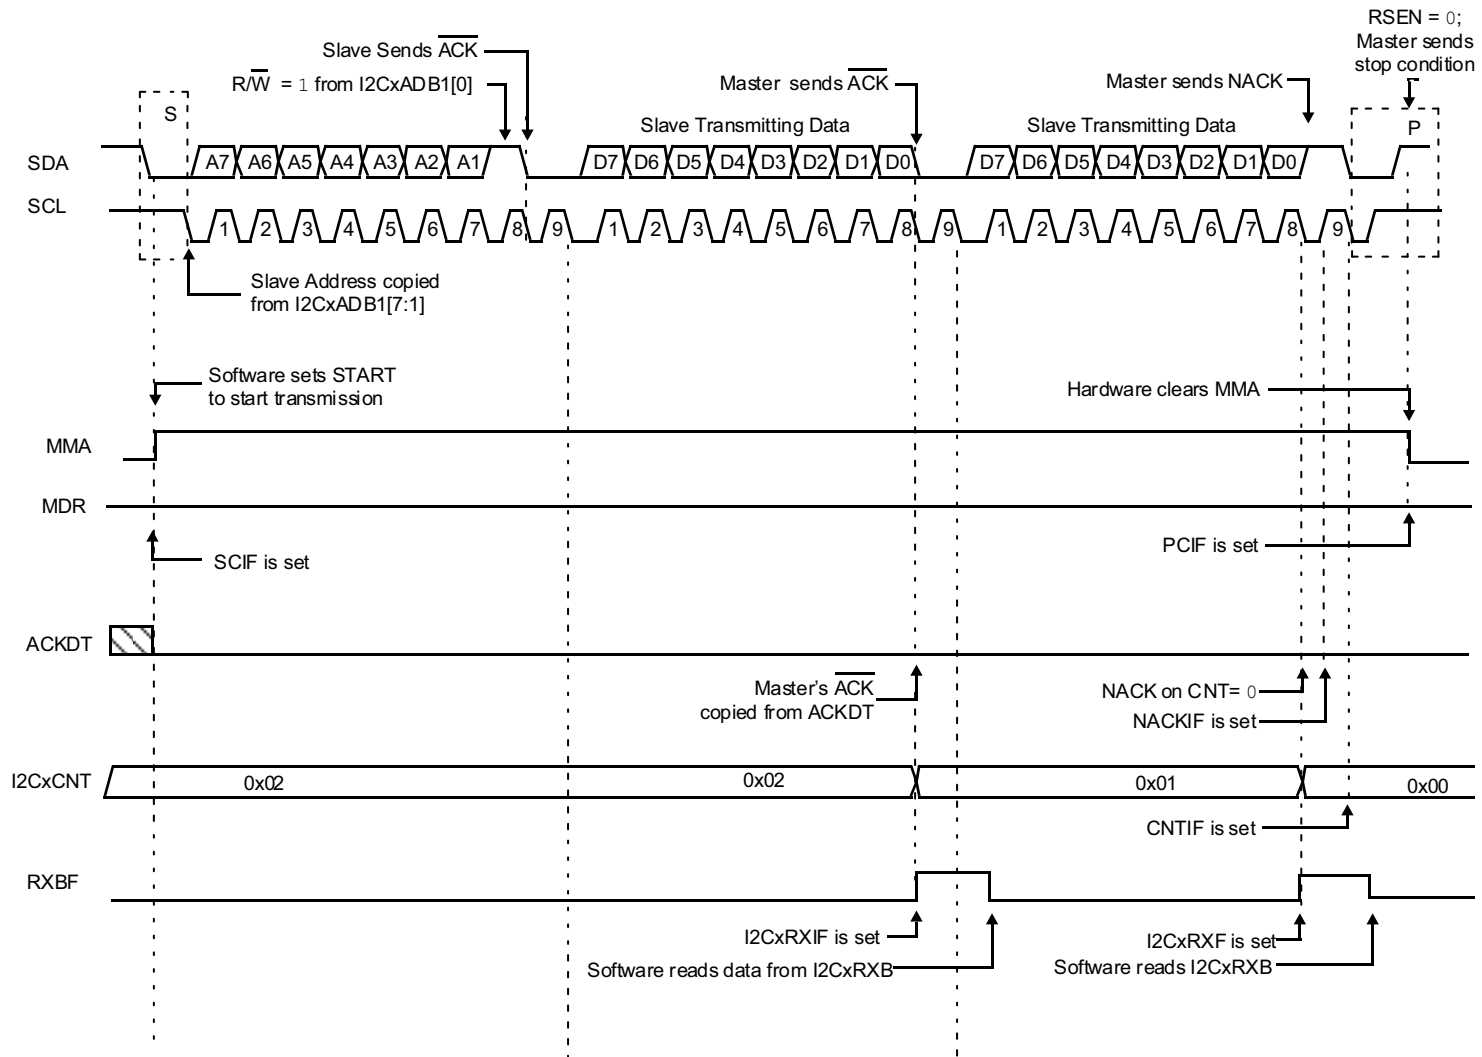 RSEN = 0;
Master sends
stop condition
Slave Sends ACK
R/W = 1 from I2CxADB1[0]
Master sends ACK
Master sends NACK
S
Slave Transmitting Data
Slave Transmitting Data
P
SDA
A7 A6 A5 A4 A3 A2 A1
D7 D6 D5 D4 D3 D2 D1 D0
D7 D6 D5 D4 D3 D2 D1 D0
SCL
1 2 3 4 5 6 7 8 9
1 2 3 4 5 6 7 8 9
1 2 3 4 5 6 7 8 9
Slave Address copied
from I2CxADB1[7:1]
Software sets START
to start transmission
Hardware clears MMA
MMA
MDR
SCIF is set
PCIF is set
ACKDT
Master's ACK
copied from ACKDT
NACK on CNT= 0
NACKIF is set
I2CxCNT
0x02
0x02
0x01
0x00
CNTIF is set
RXBF
I2CxRXIF is set
Software reads data from I2CxRXB
I2CxRXF is set
Software reads I2CxRXB